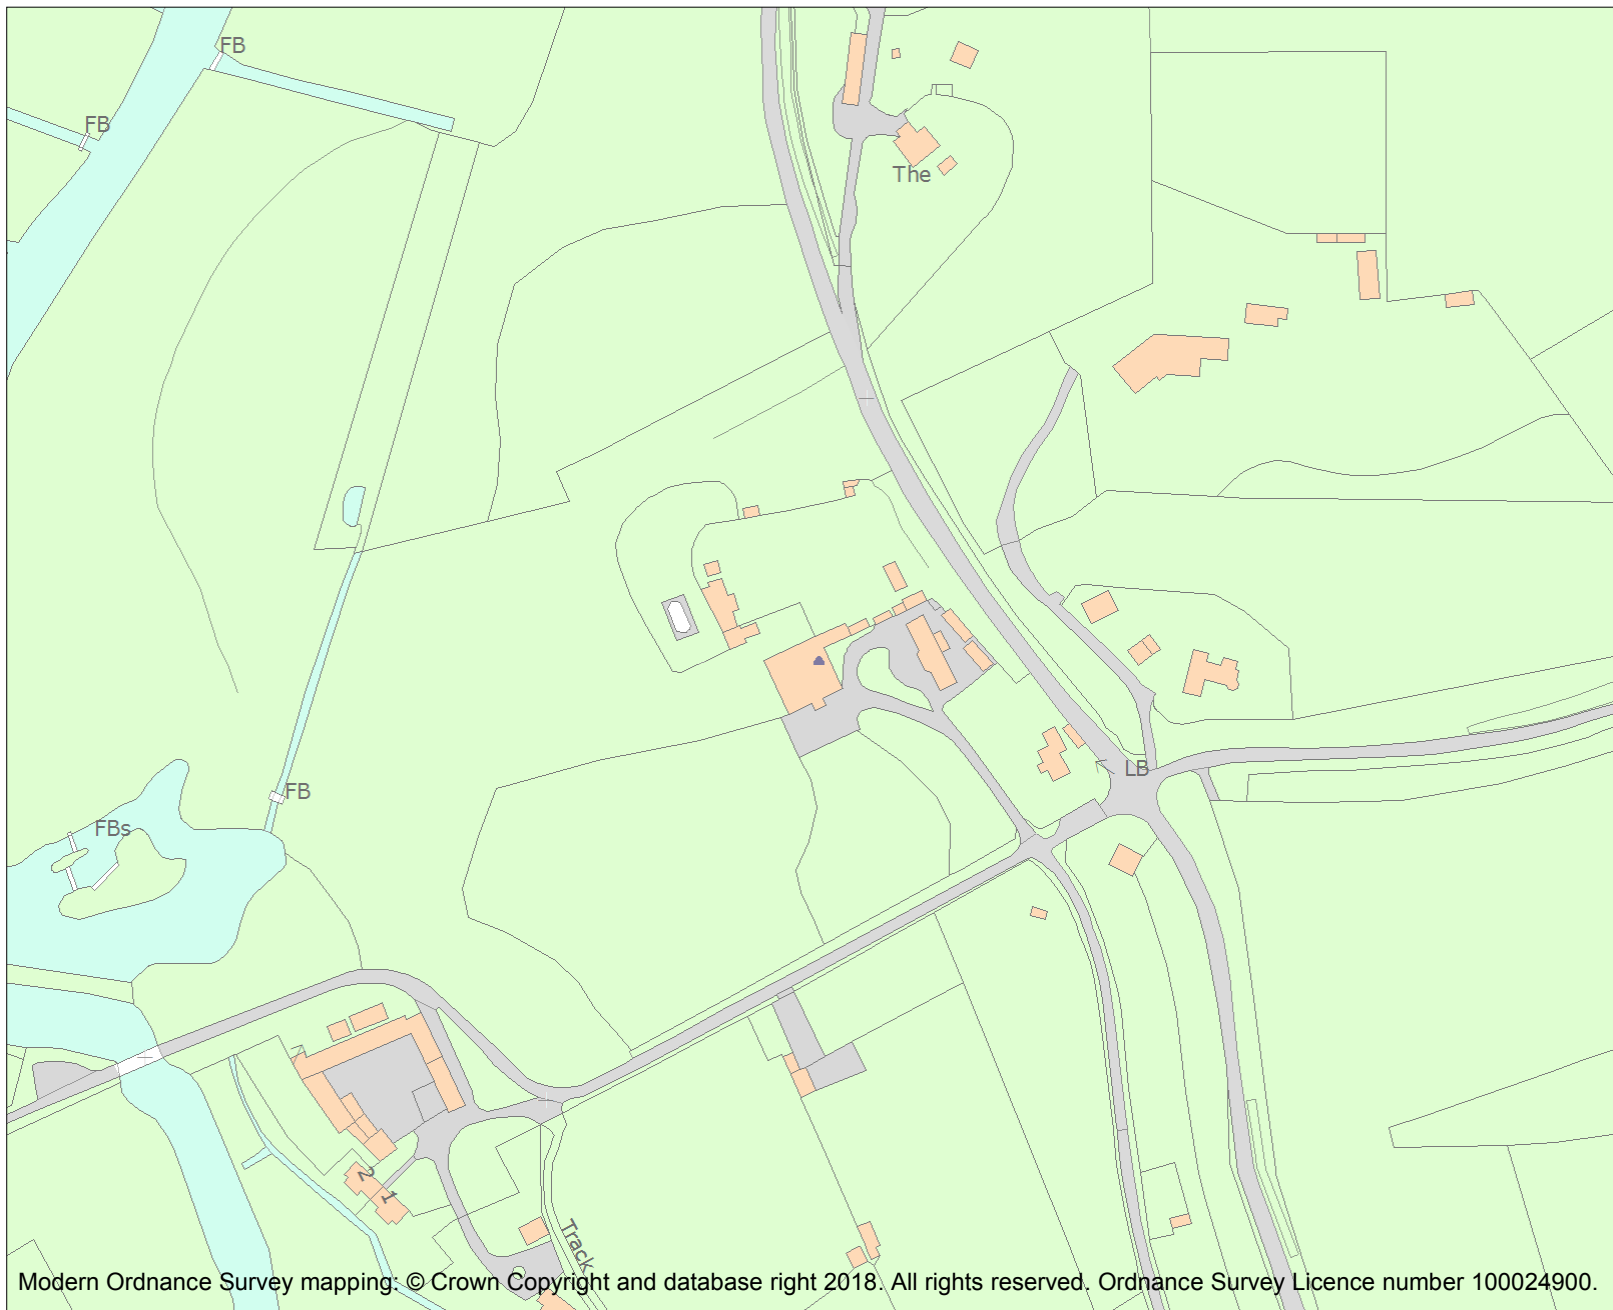 FB
FB
The
FB
LB
FBs
2
1
Track
Modern Ordnance Survey mapping: © Crown Copyright and database right 2018. All rights reserved. Ordnance Survey Licence number 100024900.